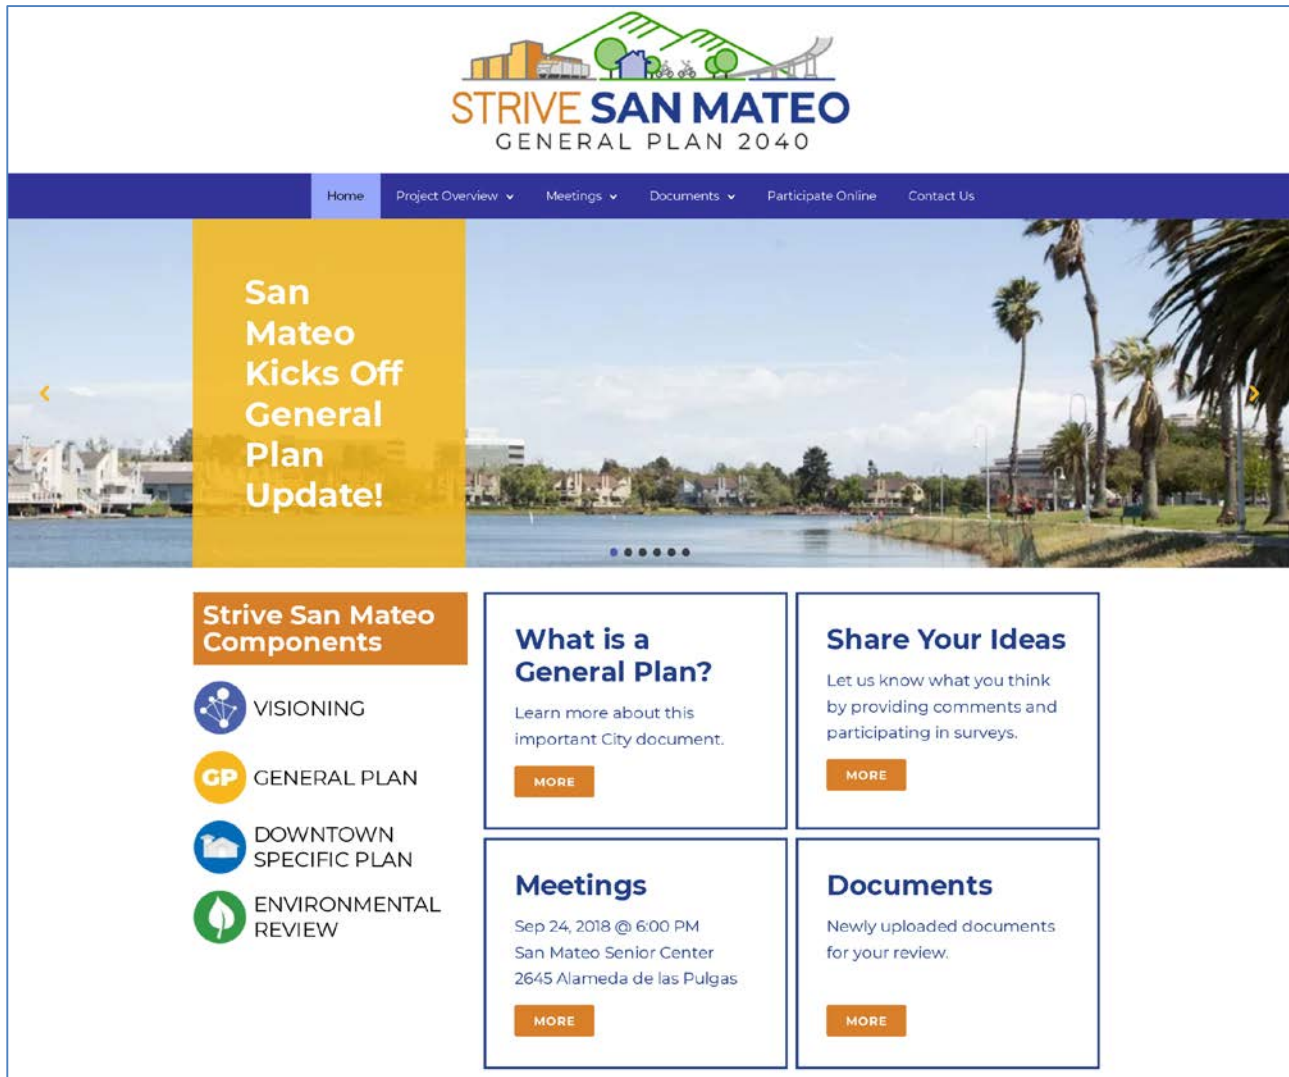 STRIVE SAN MATEO
GENERAL PLAN 2040
Home Project Overview Meetings Documents Participate Online Contact Us
San
Mateo
Kicks Off
General
Plan
Update!
Strive San Mateo
Components
VISIONING
GP GENERAL PLAN
DOWNTOWN
SPECIFIC PLAN
ENVIRONMENTAL
REVIEW
What is a
General Plan?
Learn more about this
important City document.
MORE
Share Your Ideas
Let us know what you think
by providing comments and
participating in surveys.
MORE
Meetings
Sep 24, 2018 @ 6:00 PM
San Mateo Senior Center
2645 Alameda de las Pulgas
MORE
Documents
Newly uploaded documents
for your review.
MORE